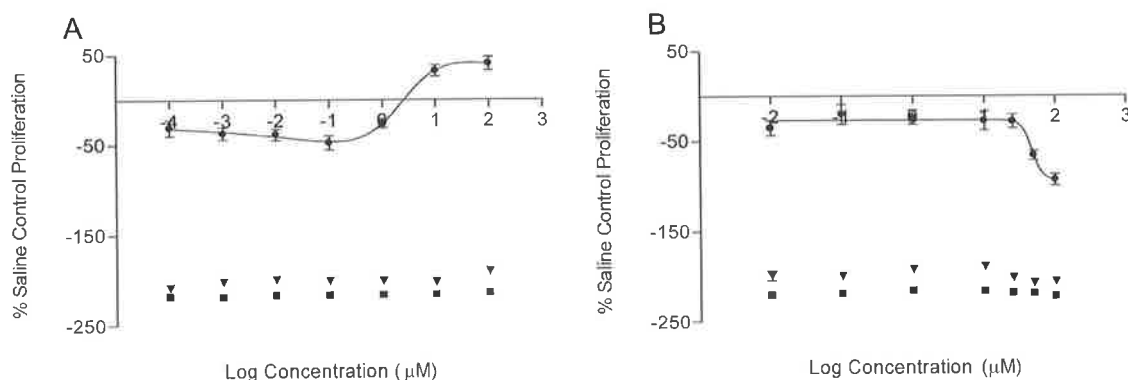 A
% Saline Control Proliferation
50
-50
-150
-250
-4 -3 -2 -1 0 1 2 3
Log Concentration (μM)
B
% Saline Control Proliferation
50
-50
-150
-250
-2 -1 0 1 2 3
Log Concentration (μM)